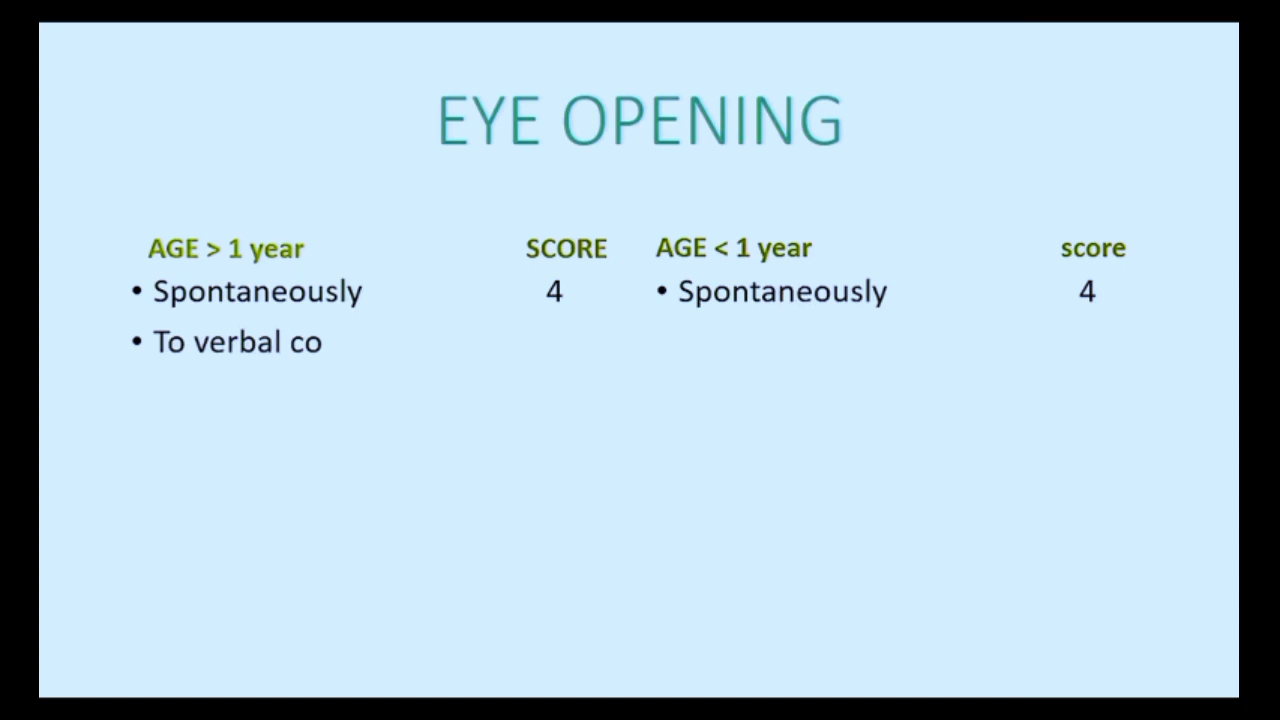 EYE OPENING
AGE > 1 year SCORE
• Spontaneously 4
• To verbal co
AGE < 1 year score
• Spontaneously 4